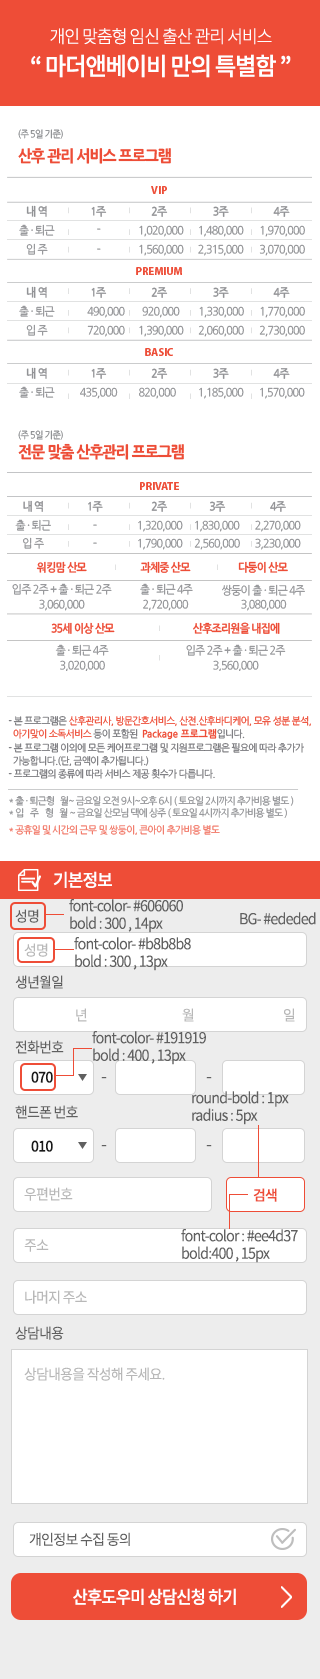 개인 맞춤형 임신 출산 관리 서비스
“ 마더앤베이비 만의 특별함 ”
(주 5일 기준)
산후 관리 서비스 프로그램
VIP
내 역 1주 2주 3주 4주
출 · 퇴근 - 1,020,000 1,480,000 1,970,000
입 주 - 1,560,000 2,315,000 3,070,000
PREMIUM
내 역 1주 2주 3주 4주
출 · 퇴근 490,000 920,000 1,330,000 1,770,000
입 주 720,000 1,390,000 2,060,000 2,730,000
BASIC
내 역 1주 2주 3주 4주
출 · 퇴근 435,000 820,000 1,185,000 1,570,000
(주 5일 기준)
전문 맞춤 산후관리 프로그램
PRIVATE
내 역 1주 2주 3주 4주
출 · 퇴근 - 1,320,000 1,830,000 2,270,000
입 주 - 1,790,000 2,560,000 3,230,000
워킹맘 산모 과체중 산모 다둥이 산모
입주 2주 + 출 · 퇴근 2주 출 · 퇴근 4주 쌍둥이 출 · 퇴근 4주
3,060,000 2,720,000 3,080,000
35세 이상 산모 산후조리원을 내집에
출 · 퇴근 4주 입주 2주 + 출 · 퇴근 2주
3,020,000 3,560,000
- 본 프로그램은 산후관리사, 방문간호서비스, 산전.산후바디케어, 모유 성분 분석,
아기맞이 소독서비스 등이 포함된 Package 프로그램입니다.
- 본 프로그램 이외에 모든 케어프로그램 및 지원프로그램은 필요에 따라 추가가
가능합니다.(단, 금액이 추가됩니다.)
- 프로그램의 종류에 따라 서비스 제공 횟수가 다릅니다.
* 출 · 퇴근형 월~ 금요일 오전 9시~오후 6시 ( 토요일 2시까지 추가비용 별도 )
* 입 주 형 월 ~ 금요일 산모님 댁에 상주 ( 토요일 4시까지 추가비용 별도 )
* 공휴일 및 시간외 근무 및 쌍둥이, 큰아이 추가비용 별도
기본정보
성명 font-color- #606060
bold : 300 , 14px
BG- #ededed
성명 font-color- #b8b8b8
bold : 300 , 13px
생년월일
년 월 일
전화번호 font-color- #191919
bold : 400 , 13px
070 - -
핸드폰 번호 round-bold : 1px
radius : 5px
010 - -
우편번호 검색
주소 font-color : #ee4d37
bold:400 , 15px
나머지 주소
상담내용
상담내용을 작성해 주세요.
개인정보 수집 동의
산후도우미 상담신청 하기